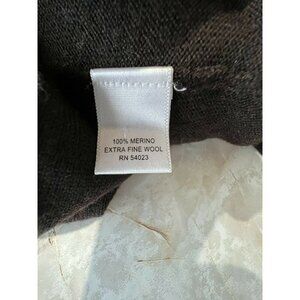 100% MERINO
EXTRA FINE WOOL
RN 54023